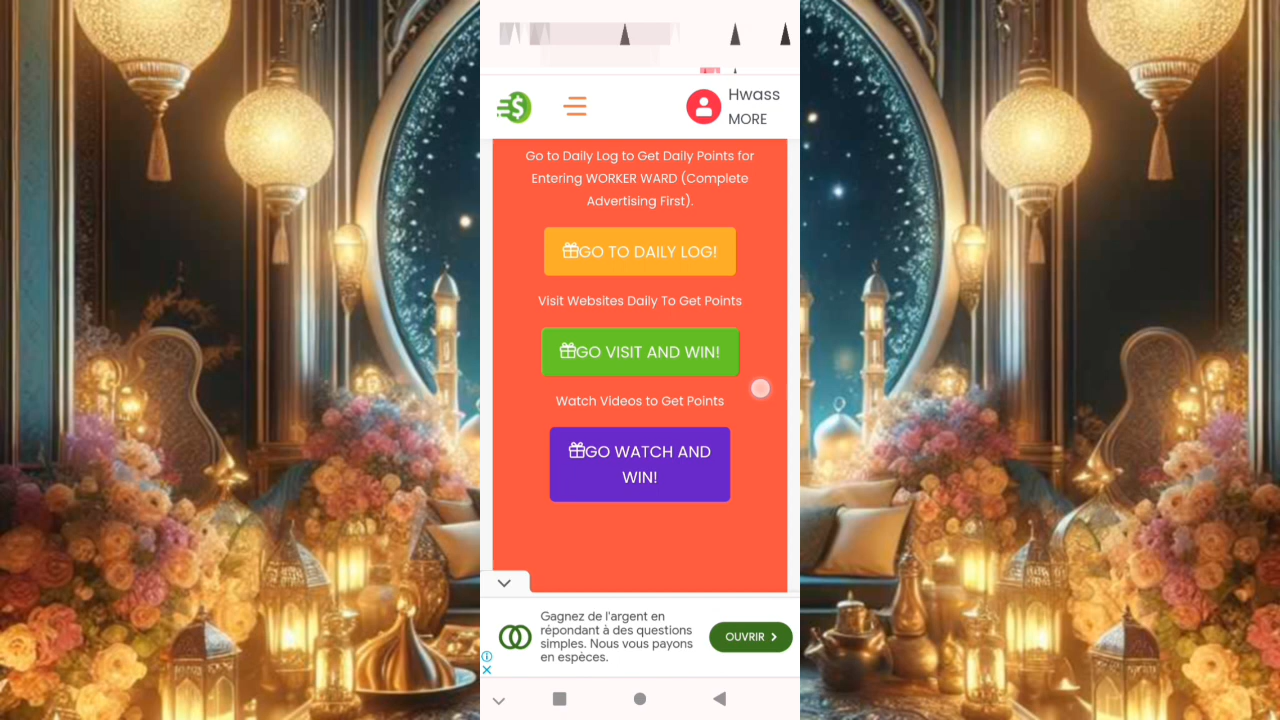 Hwass
MORE
Go to Daily Log to Get Daily Points for
Entering WORKER WARD (Complete
Advertising First).
GO TO DAILY LOG!
Visit Websites Daily To Get Points
GO VISIT AND WIN!
Watch Videos to Get Points
GO WATCH AND
WIN!
Gagnez de l'argent en
répondant à des questions
simples. Nous vous payons
en espèces.
OUVRIR